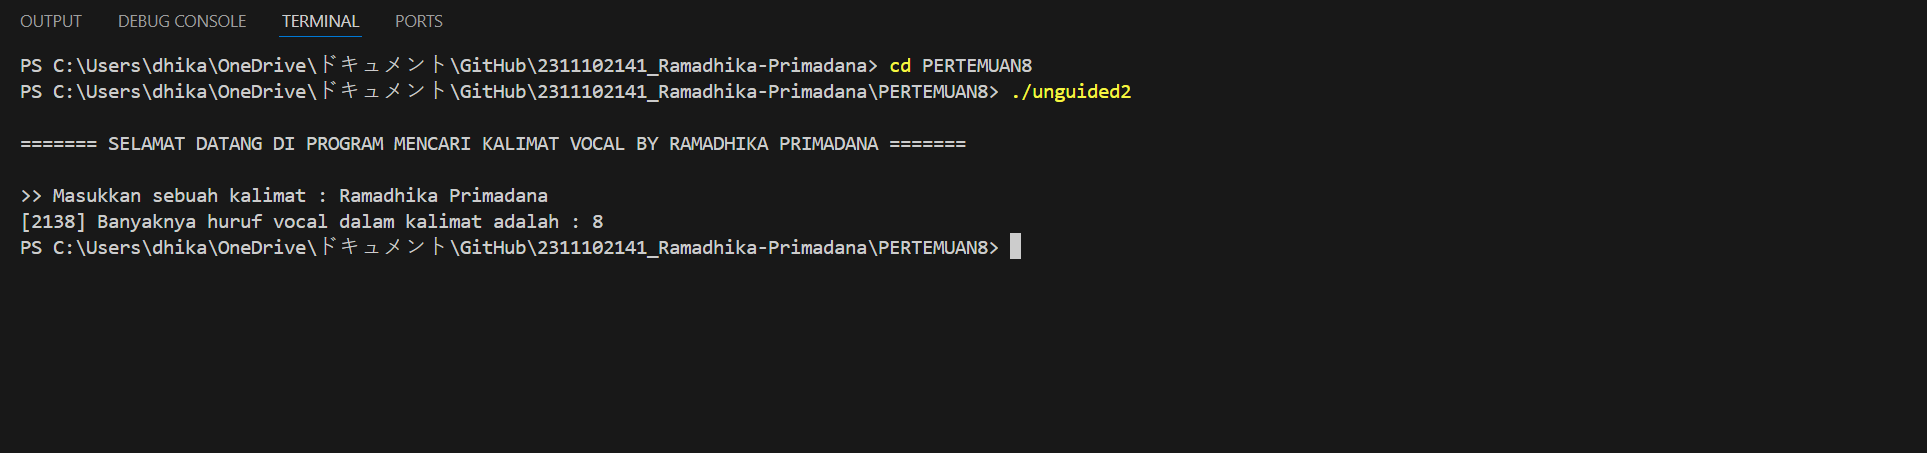 OUTPUT DEBUG CONSOLE TERMINAL PORTS
PS C:\Users\dhika\OneDrive\ドキュメント\GitHub\2311102141_Ramadhika-Primadana> cd PERTEMUAN8
PS C:\Users\dhika\OneDrive\ドキュメント\GitHub\2311102141_Ramadhika-Primadana\PERTEMUAN8> ./unguided2
======= SELAMAT DATANG DI PROGRAM MENCARI KALIMAT VOCAL BY RAMADHIKA PRIMADANA =======
>> Masukkan sebuah kalimat : Ramadhika Primadana
[2138] Banyaknya huruf vocal dalam kalimat adalah : 8
PS C:\Users\dhika\OneDrive\ドキュメント\GitHub\2311102141_Ramadhika-Primadana\PERTEMUAN8>